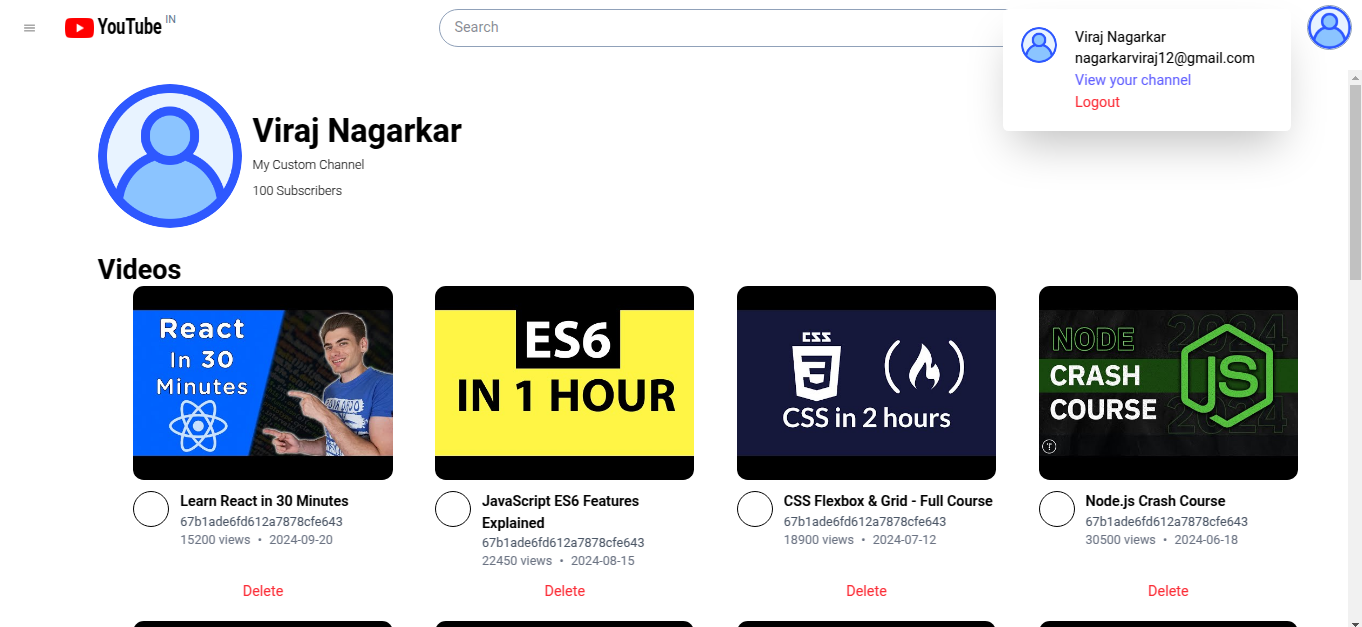 YouTube IN
Search
Viraj Nagarkar
nagarkarviraj12@gmail.com
View your channel
Logout
Viraj Nagarkar
My Custom Channel
100 Subscribers
Videos
React
In 30
Minutes
ES6
IN 1 HOUR
CSS
3
CSS in 2 hours
2024
NODE
CRASH
COURSE
JS
2024
Learn React in 30 Minutes
67b1ade6fd612a7878cfe643
15200 views • 2024-09-20
Delete
JavaScript ES6 Features
Explained
67b1ade6fd612a7878cfe643
22450 views • 2024-08-15
Delete
CSS Flexbox & Grid - Full Course
67b1ade6fd612a7878cfe643
18900 views • 2024-07-12
Delete
Node.js Crash Course
67b1ade6fd612a7878cfe643
30500 views • 2024-06-18
Delete